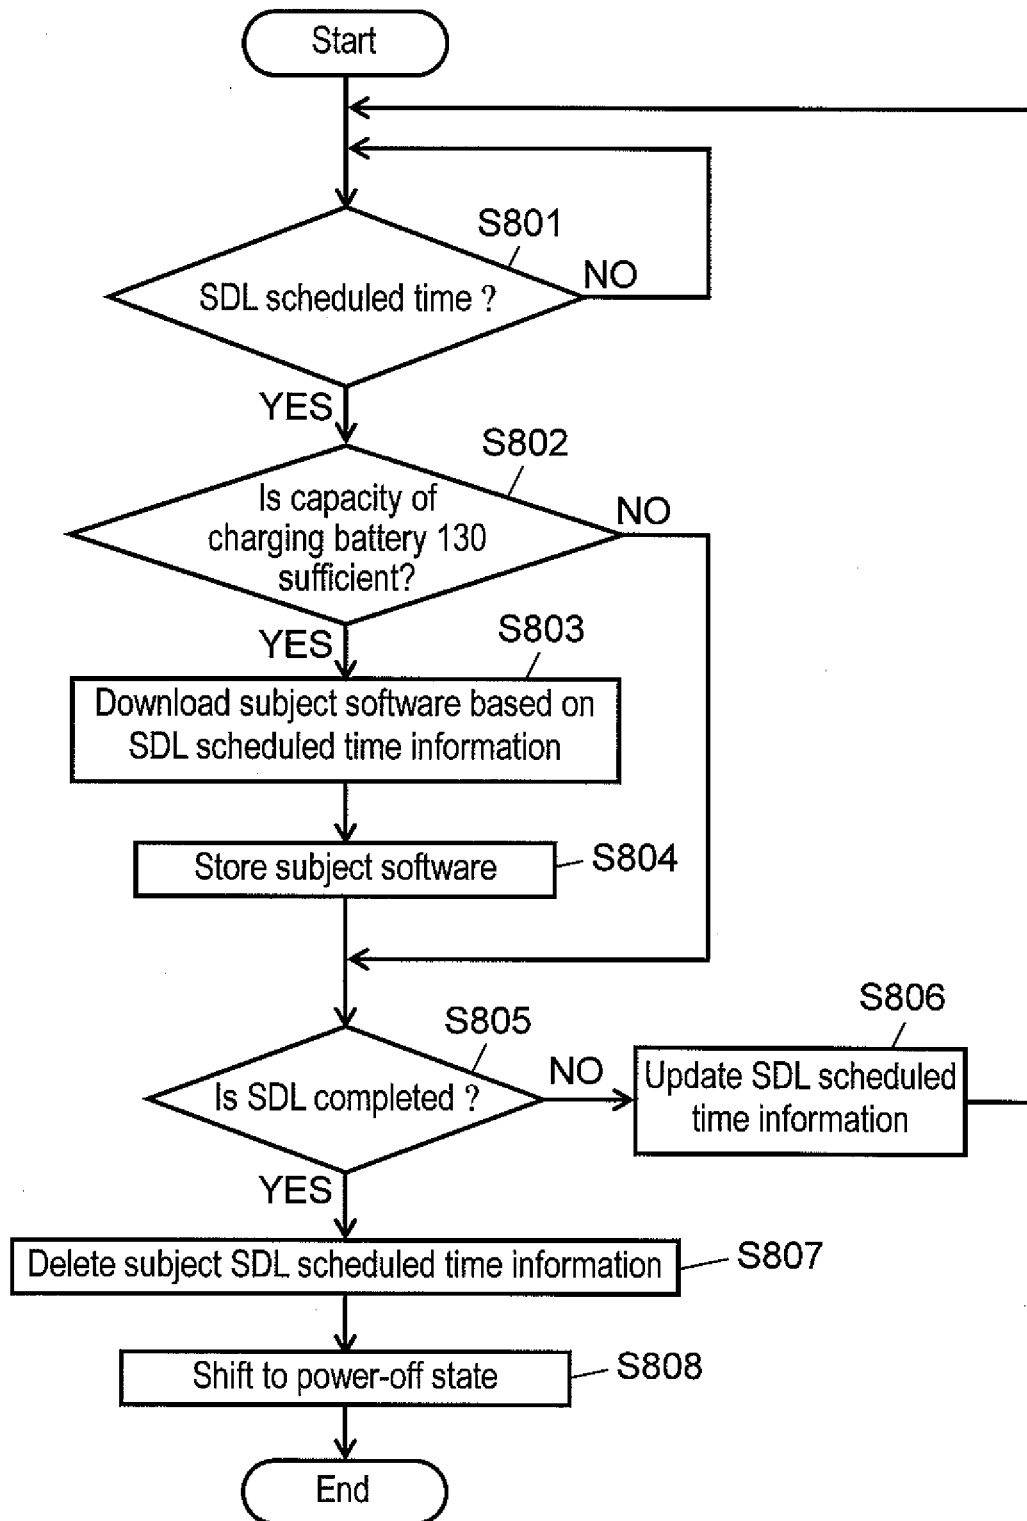 Start
S801
SDL scheduled time ?
NO
YES
S802
Is capacity of
charging battery 130
sufficient?
NO
YES
S803
Download subject software based on
SDL scheduled time information
Store subject software
S804
S805
Is SDL completed ?
NO
S806
Update SDL scheduled
time information
YES
Delete subject SDL scheduled time information
S807
Shift to power-off state
S808
End